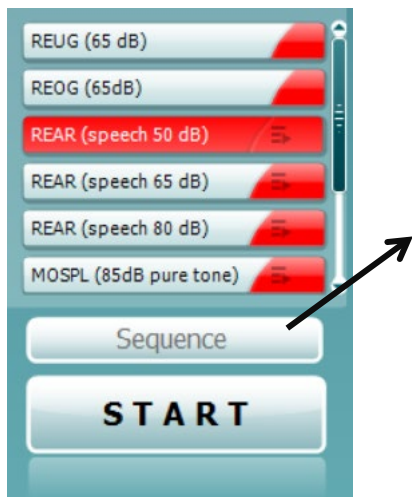 REUG (65 dB)
REOG (65dB)
REAR (speech 50 dB)
REAR (speech 65 dB)
REAR (speech 80 dB)
MOSPL (85dB pure tone)
Sequence
START